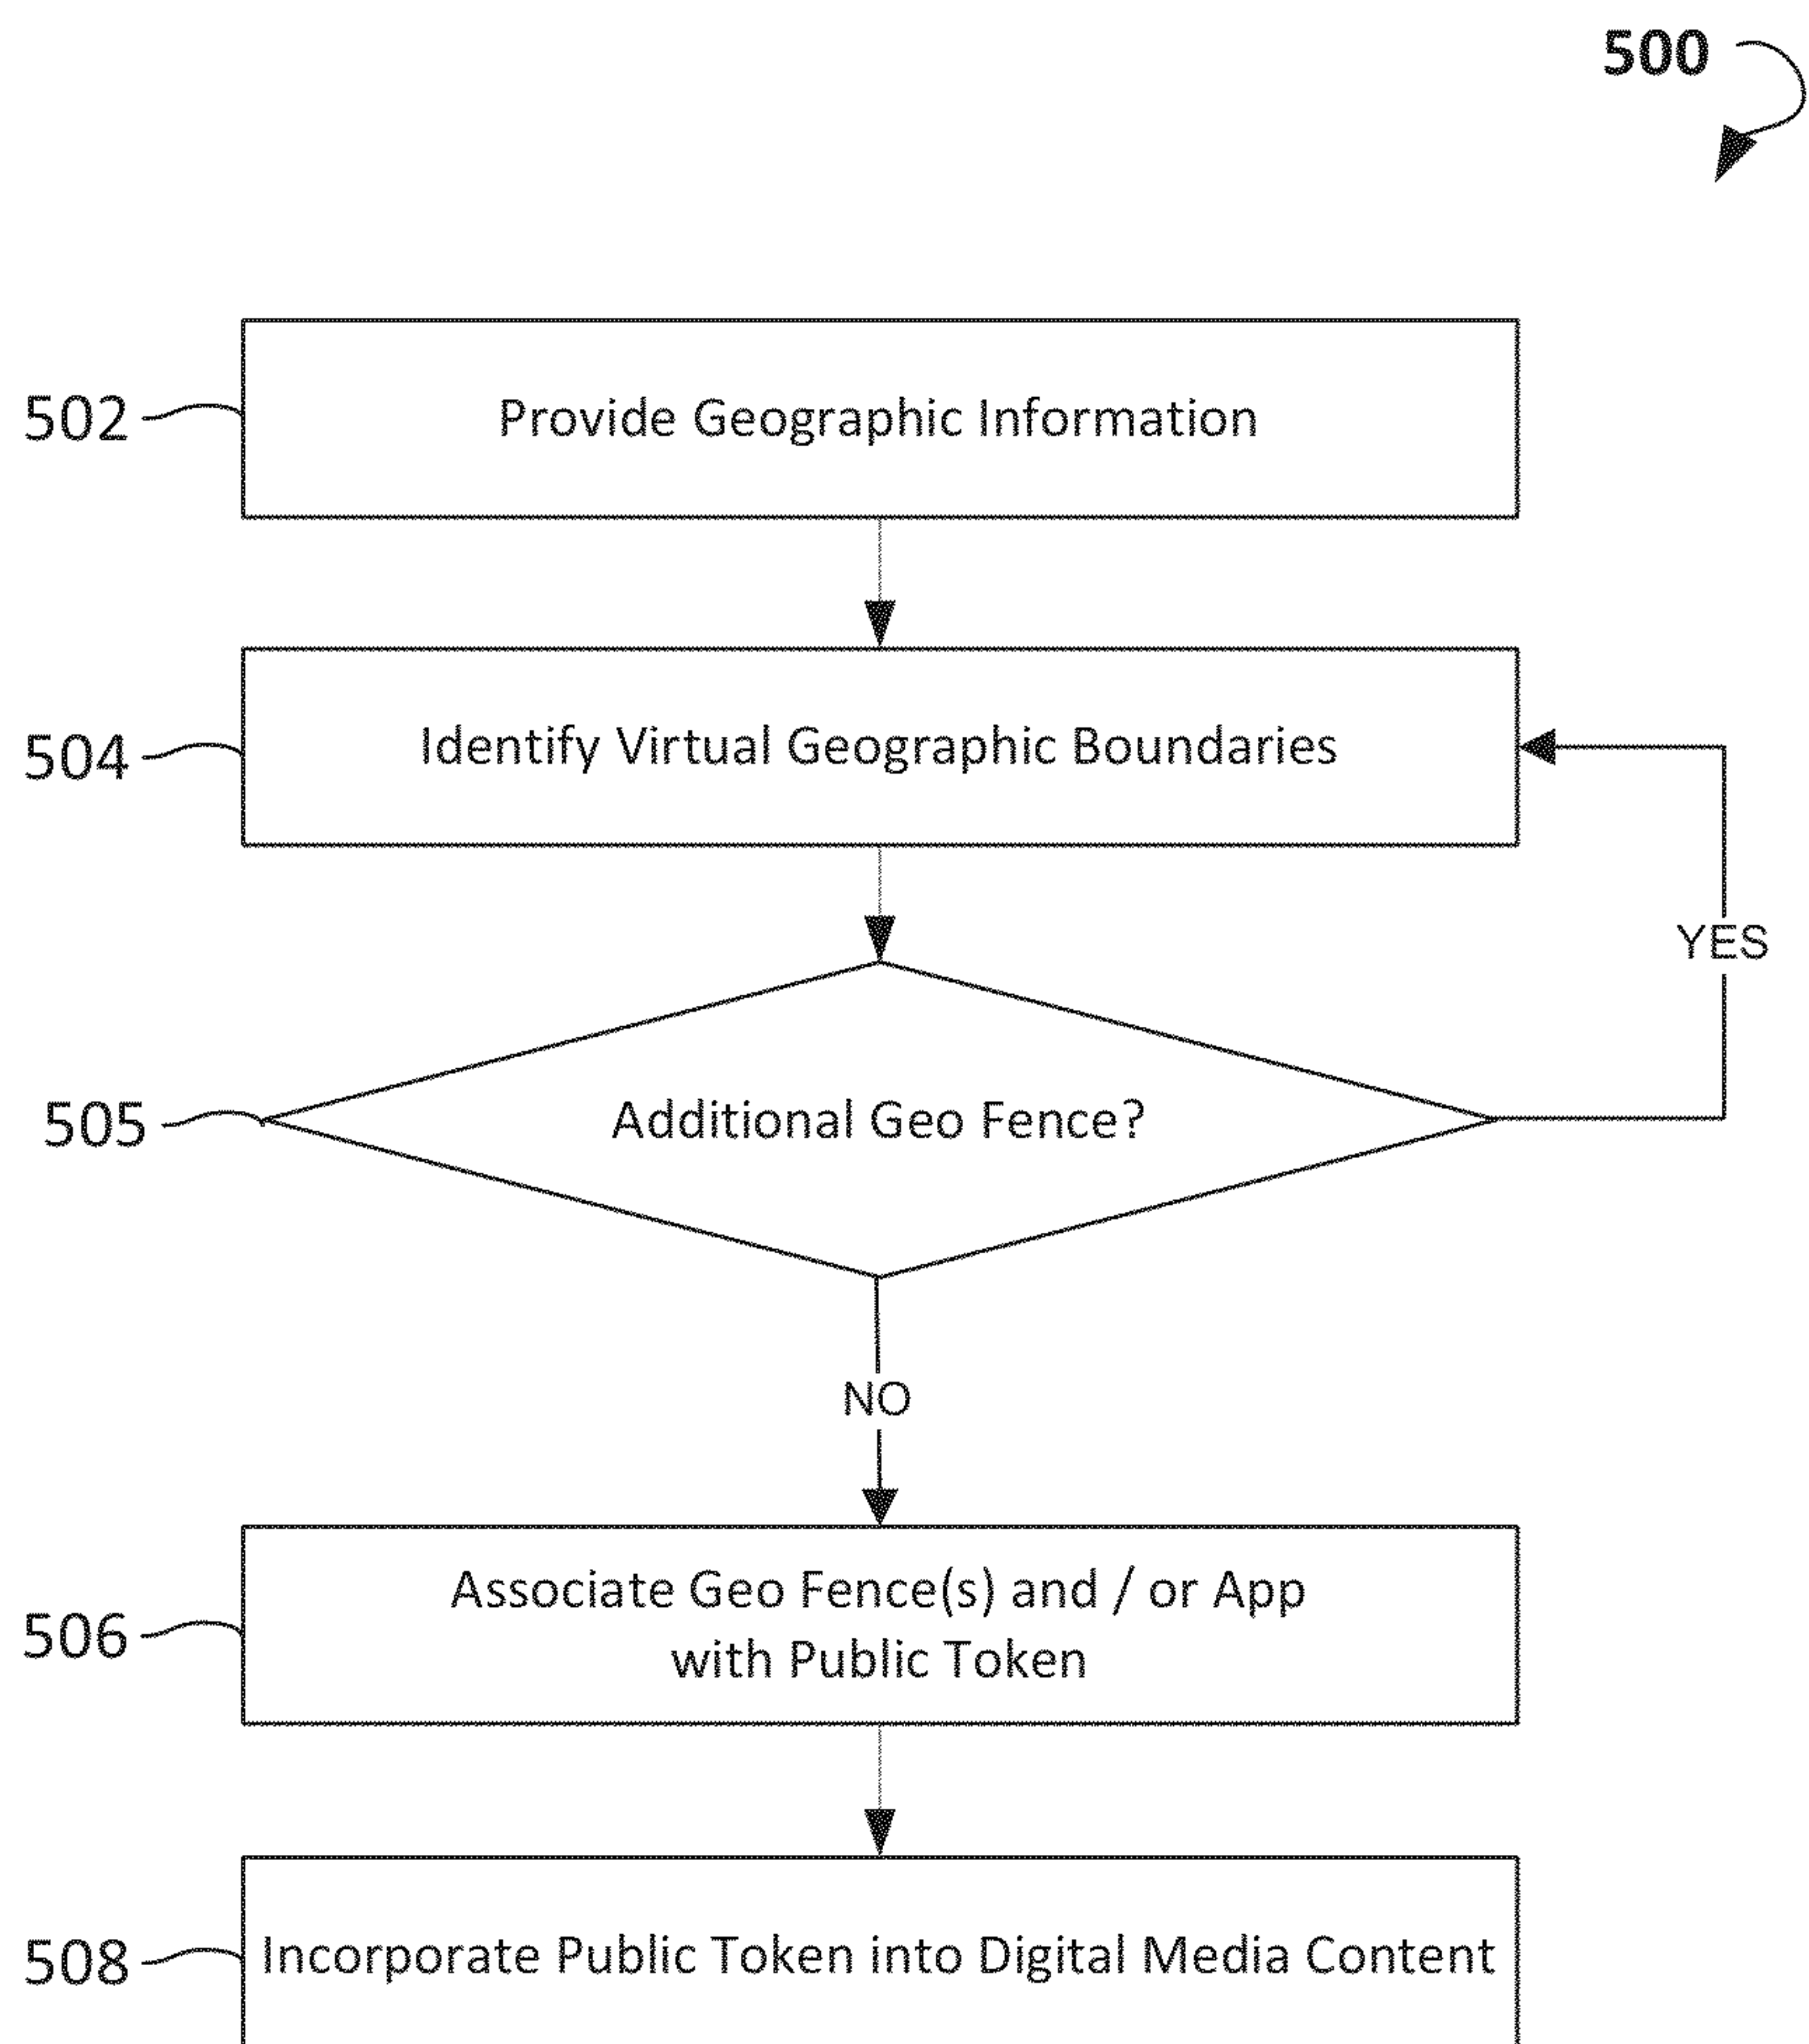 500
502
Provide Geographic Information
504
Identify Virtual Geographic Boundaries
YES
505
Additional Geo Fence?
NO
506
Associate Geo Fence(s) and / or App
with Public Token
508
Incorporate Public Token into Digital Media Content